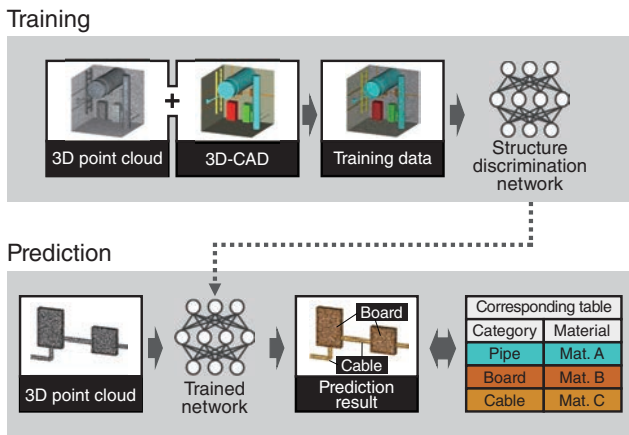 Training
+
3D point cloud
3D-CAD
Training data
Structure
discrimination
network
Prediction
Board
Cable
3D point cloud
Trained
network
Prediction
result
Corresponding table
Category Material
Pipe Mat. A
Board Mat. B
Cable Mat. C